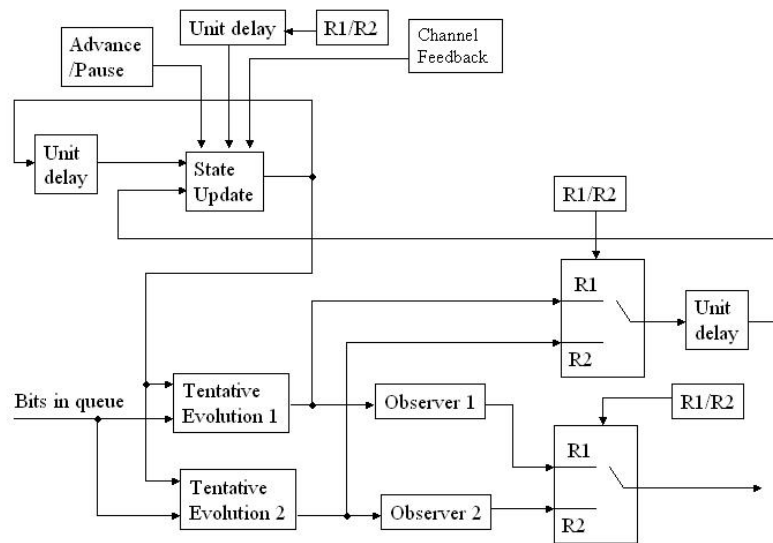 Advance
/Pause
Unit delay
R1/R2
Channel
Feedback
Unit
delay
State
Update
R1/R2
R1
R2
Unit
delay
Bits in queue
Tentative
Evolution 1
Observer 1
R1/R2
R1
R2
Tentative
Evolution 2
Observer 2